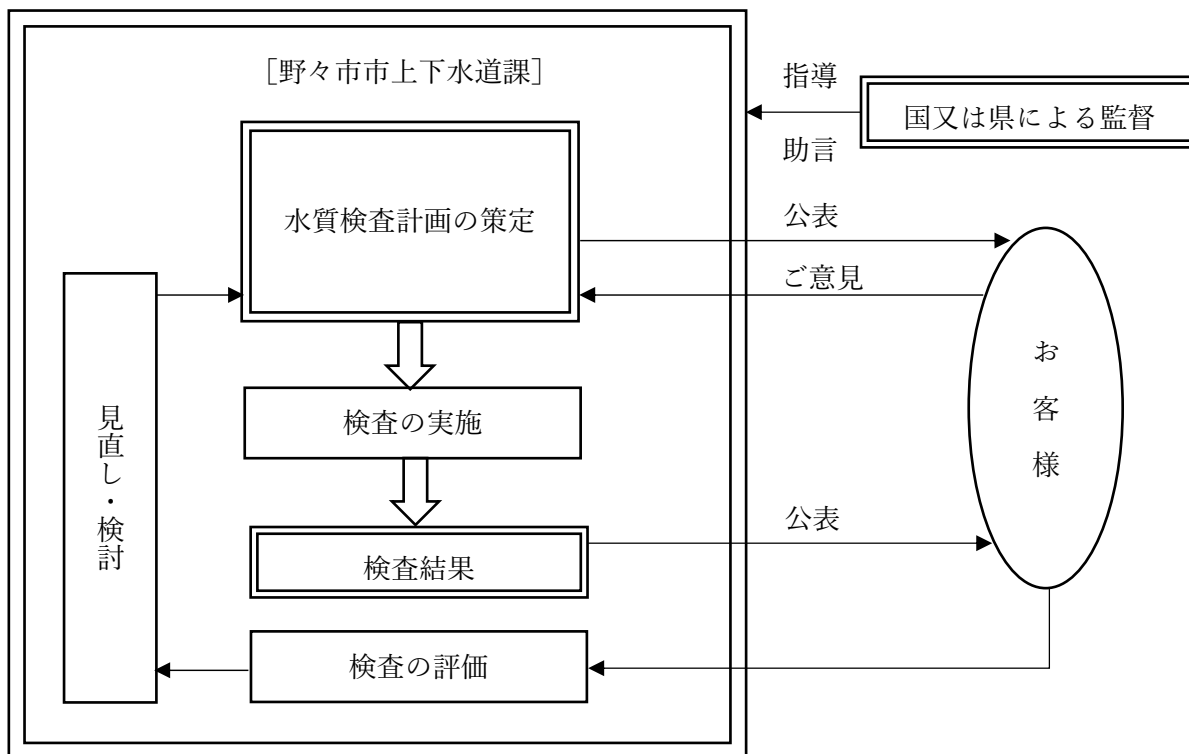 ［野々市市上下水道課］
指導
国又は県による監督
助言
水質検査計画の策定
公表
ご意見
お客様
検査の実施
見直し・検討
公表
検査結果
検査の評価